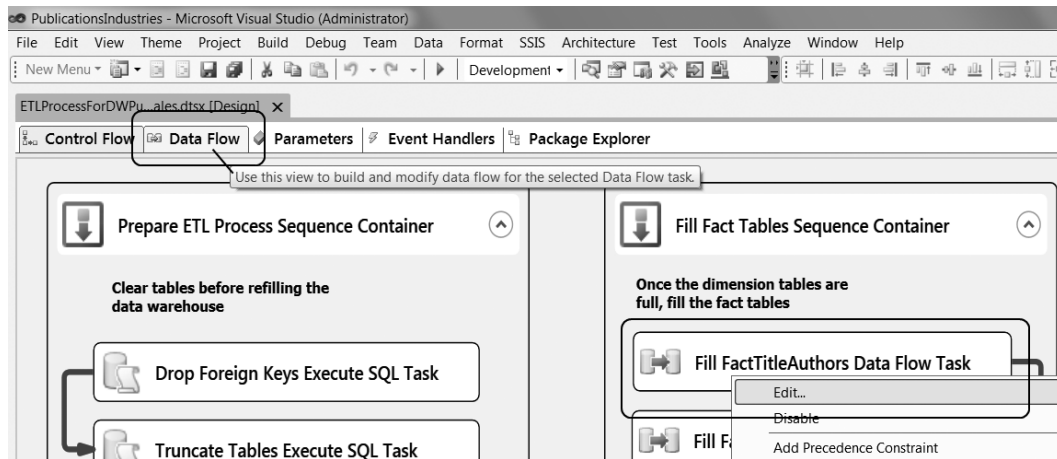 PublicationsIndustries - Microsoft Visual Studio (Administrator)
File Edit View Theme Project Build Debug Team Data Format SSIS Architecture Test Tools Analyze Window Help
New Menu Development
ETLProcessForDWPu...ales.dtsx [Design]
Control Flow Data Flow Parameters Event Handlers Package Explorer
Use this view to build and modify data flow for the selected Data Flow task.
Prepare ETL Process Sequence Container
Clear tables before refilling the
data warehouse
Drop Foreign Keys Execute SQL Task
Truncate Tables Execute SQL Task
Fill Fact Tables Sequence Container
Once the dimension tables are
full, fill the fact tables
Fill FactTitleAuthors Data Flow Task
Edit...
Disable
Fill
Add Precedence Constraint